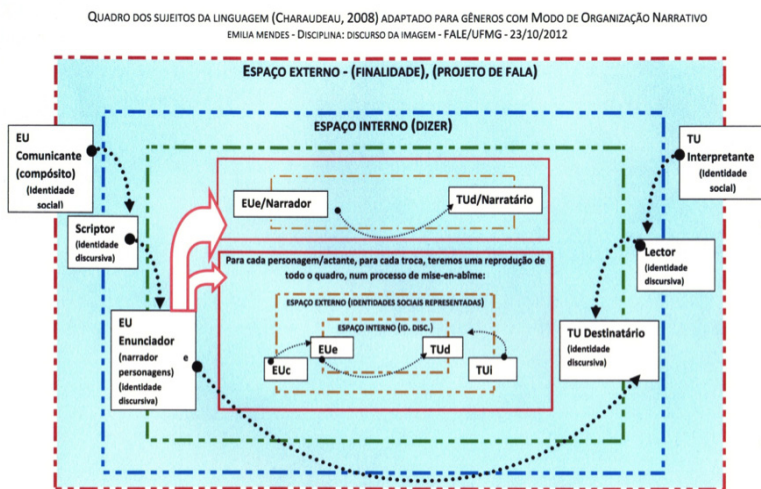 QUADRO DOS SUJEITOS DA LINGUAGEM (CHARAUDEAU, 2008) ADAPTADO PARA GÊNEROS COM MODO DE ORGANIZAÇÃO NARRATIVO
EMILIA MENDES - DISCIPLINA: DISCURSO DA IMAGEM - FALE/UFMG - 23/10/2012
ESPAÇO EXTERNO - (FINALIDADE), (PROJETO DE FALA)
ESPAÇO INTERNO (DIZER)
EU
Comunicante
(compósito)
(Identidade
social)
Scriptor
(identidade
discursiva)
EU
Enunciador
(narrador e
personagens)
(identidade
discursiva)
EUe/Narrador
TUd/Narratário
Para cada personagem/actante, para cada troca, teremos uma reprodução de
todo o quadro, num processo de mise-en-abîme:
ESPAÇO EXTERNO (IDENTIDADES SOCIAIS REPRESENTADAS)
ESPAÇO INTERNO (ID. DISC.)
EUe
TUd
EUc
TUi
TU
Interpretante
(Identidade
social)
Lector
(identidade
discursiva)
TU Destinatário
(identidade
discursiva)